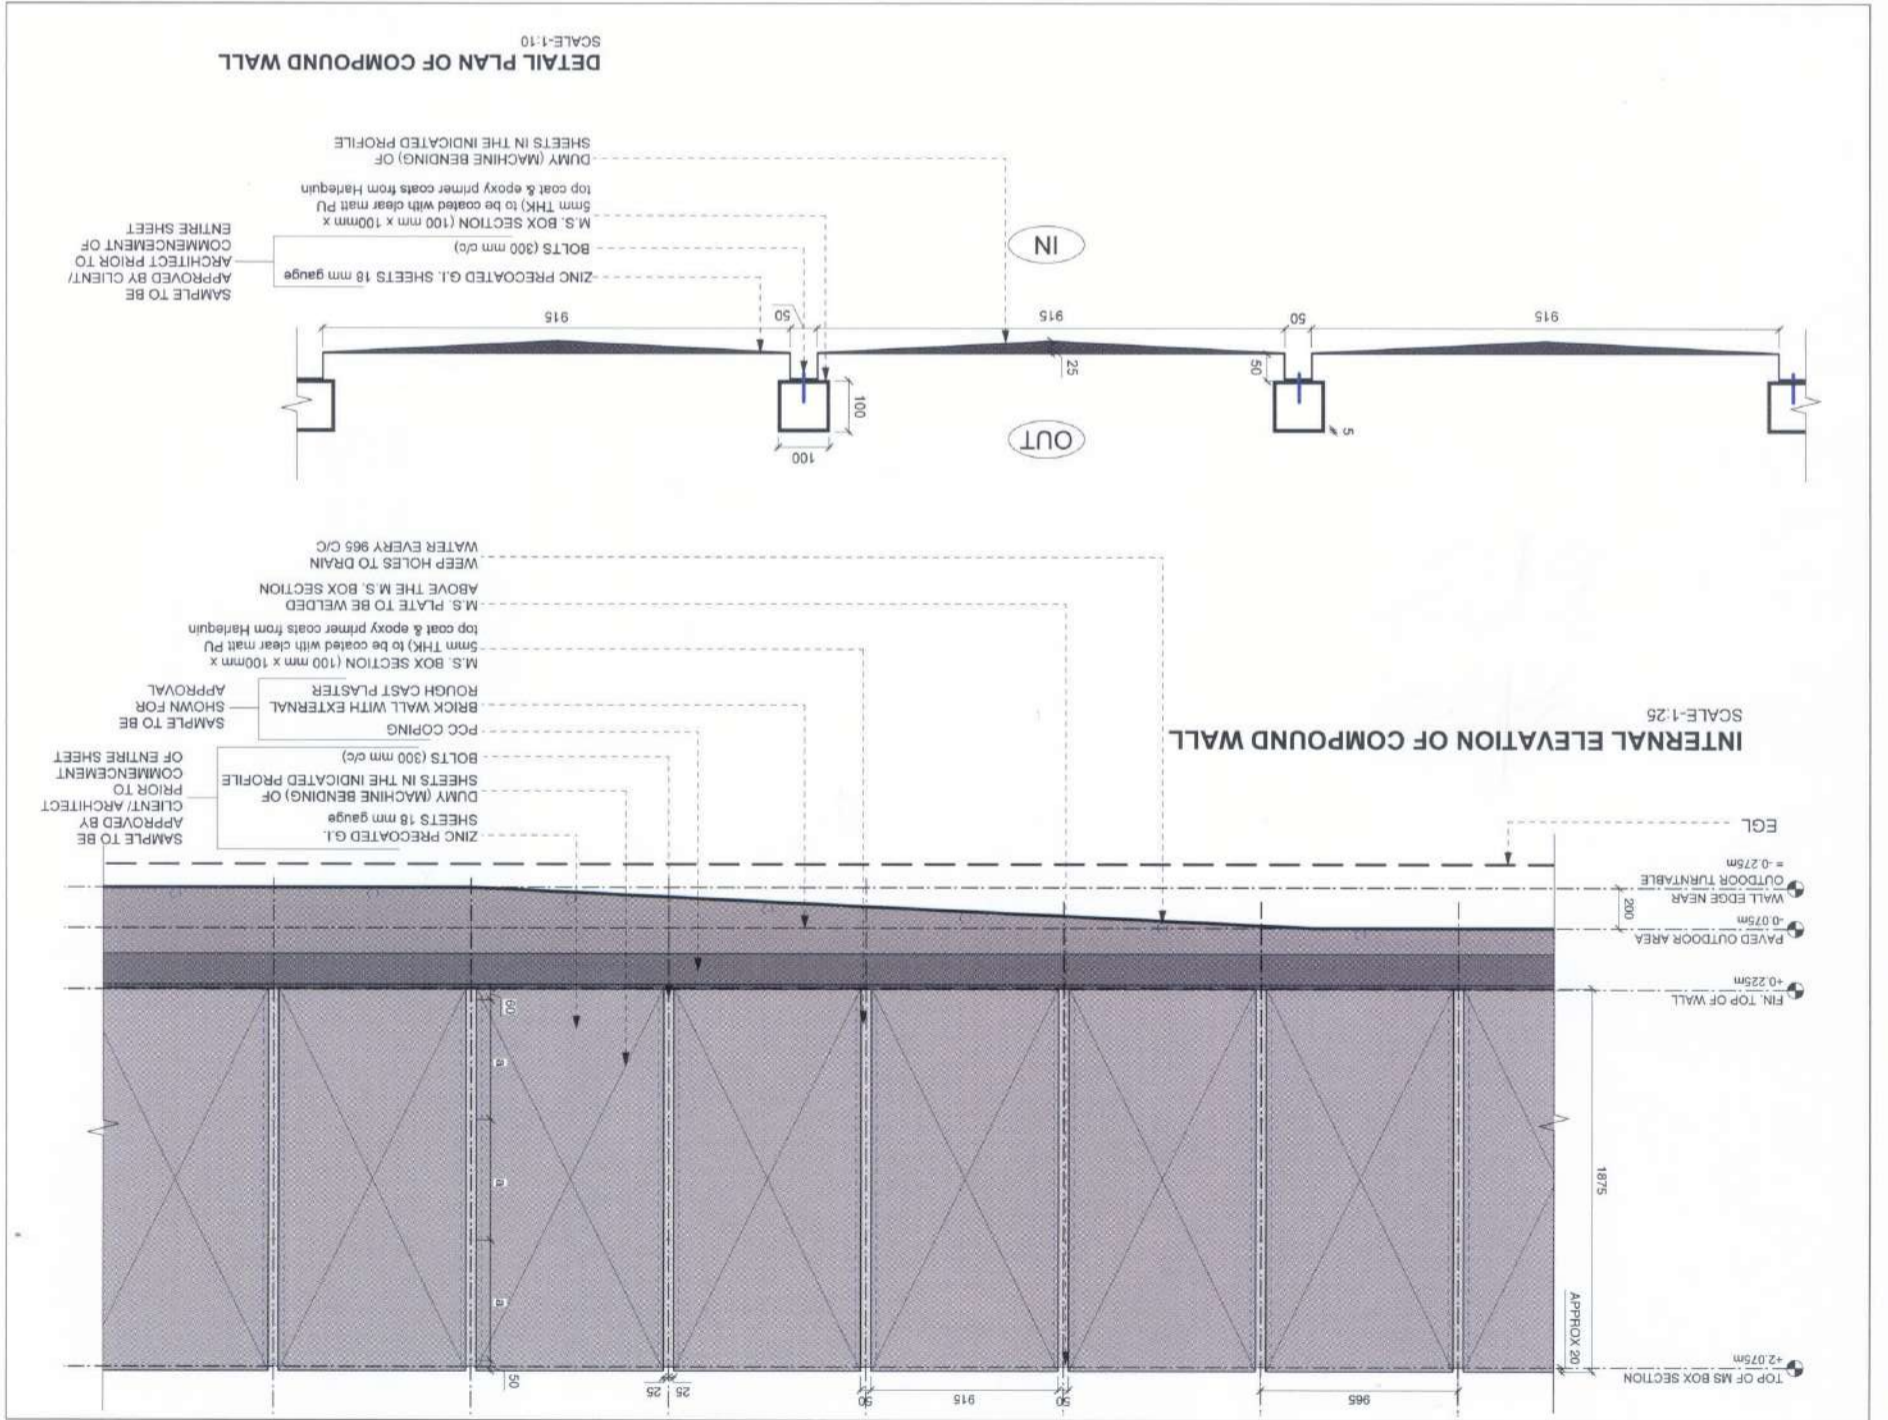 965
50
915
50
25
25
50
TOP OF MS BOX SECTION
+2.075m
APPROX 20
1875
a
a
a
60
FIN. TOP OF WALL
+0.225m
PAVED OUTDOOR AREA
-0.075m
200
WALL EDGE NEAR
OUTDOOR TURNTABLE
= -0.275m
EGL
INTERNAL ELEVATION OF COMPOUND WALL
SCALE-1:25
ZINC PRECOATED G.I.
SHEETS 18 mm gauge
DUMY (MACHINE BENDING) OF
SHEETS IN THE INDICATED PROFILE
BOLTS (300 mm c/c)
SAMPLE TO BE
APPROVED BY
CLIENT/ ARCHITECT
PRIOR TO
COMMENCEMENT
OF ENTIRE SHEET
PCC COPING
BRICK WALL WITH EXTERNAL
ROUGH CAST PLASTER
SAMPLE TO BE
SHOWN FOR
APPROVAL
M.S. BOX SECTION (100 mm x 100mm x
5mm THK) to be coated with clear matt PU
top coat & epoxy primer coats from Harlequin
M.S. PLATE TO BE WELDED
ABOVE THE M.S. BOX SECTION
WEEP HOLES TO DRAIN
WATER EVERY 965 C/C
100
5
OUT
100
50
25
915
50
915
50
915
IN
ZINC PRECOATED G.I. SHEETS 18 mm gauge
BOLTS (300 mm c/c)
SAMPLE TO BE
APPROVED BY CLIENT/
ARCHITECT PRIOR TO
COMMENCEMENT OF
ENTIRE SHEET
M.S. BOX SECTION (100 mm x 100mm x
5mm THK) to be coated with clear matt PU
top coat & epoxy primer coats from Harlequin
DUMY (MACHINE BENDING) OF
SHEETS IN THE INDICATED PROFILE
DETAIL PLAN OF COMPOUND WALL
SCALE-1:10